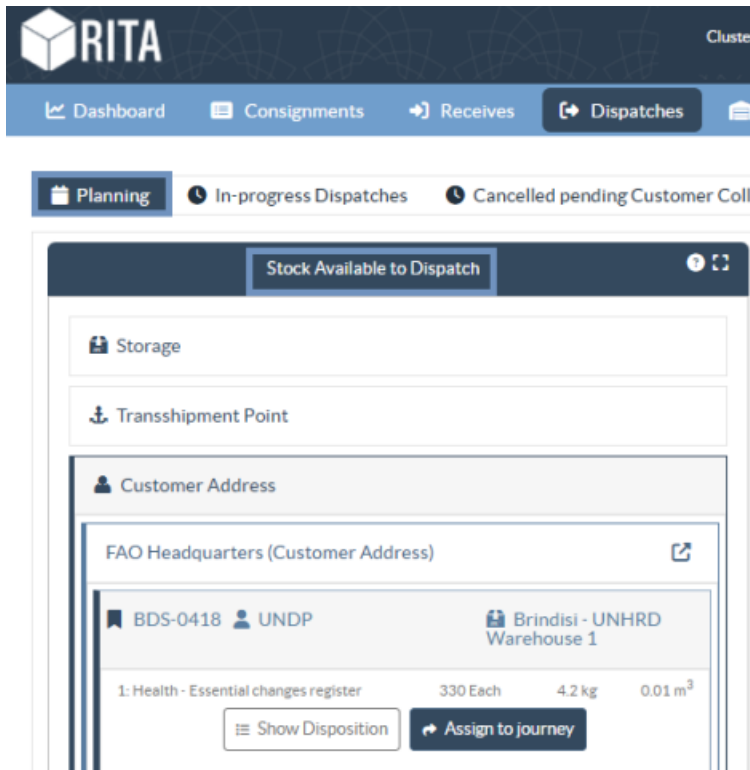 RITA
Cluste
Dashboard Consignments Receives Dispatches
Planning In-progress Dispatches Cancelled pending Customer Coll
Stock Available to Dispatch
Storage
Transshipment Point
Customer Address
FAO Headquarters (Customer Address)
BDS-0418 UNDP Brindisi - UNHRD
Warehouse 1
1: Health - Essential changes register 330 Each 4.2 kg 0.01 m³
Show Disposition Assign to journey